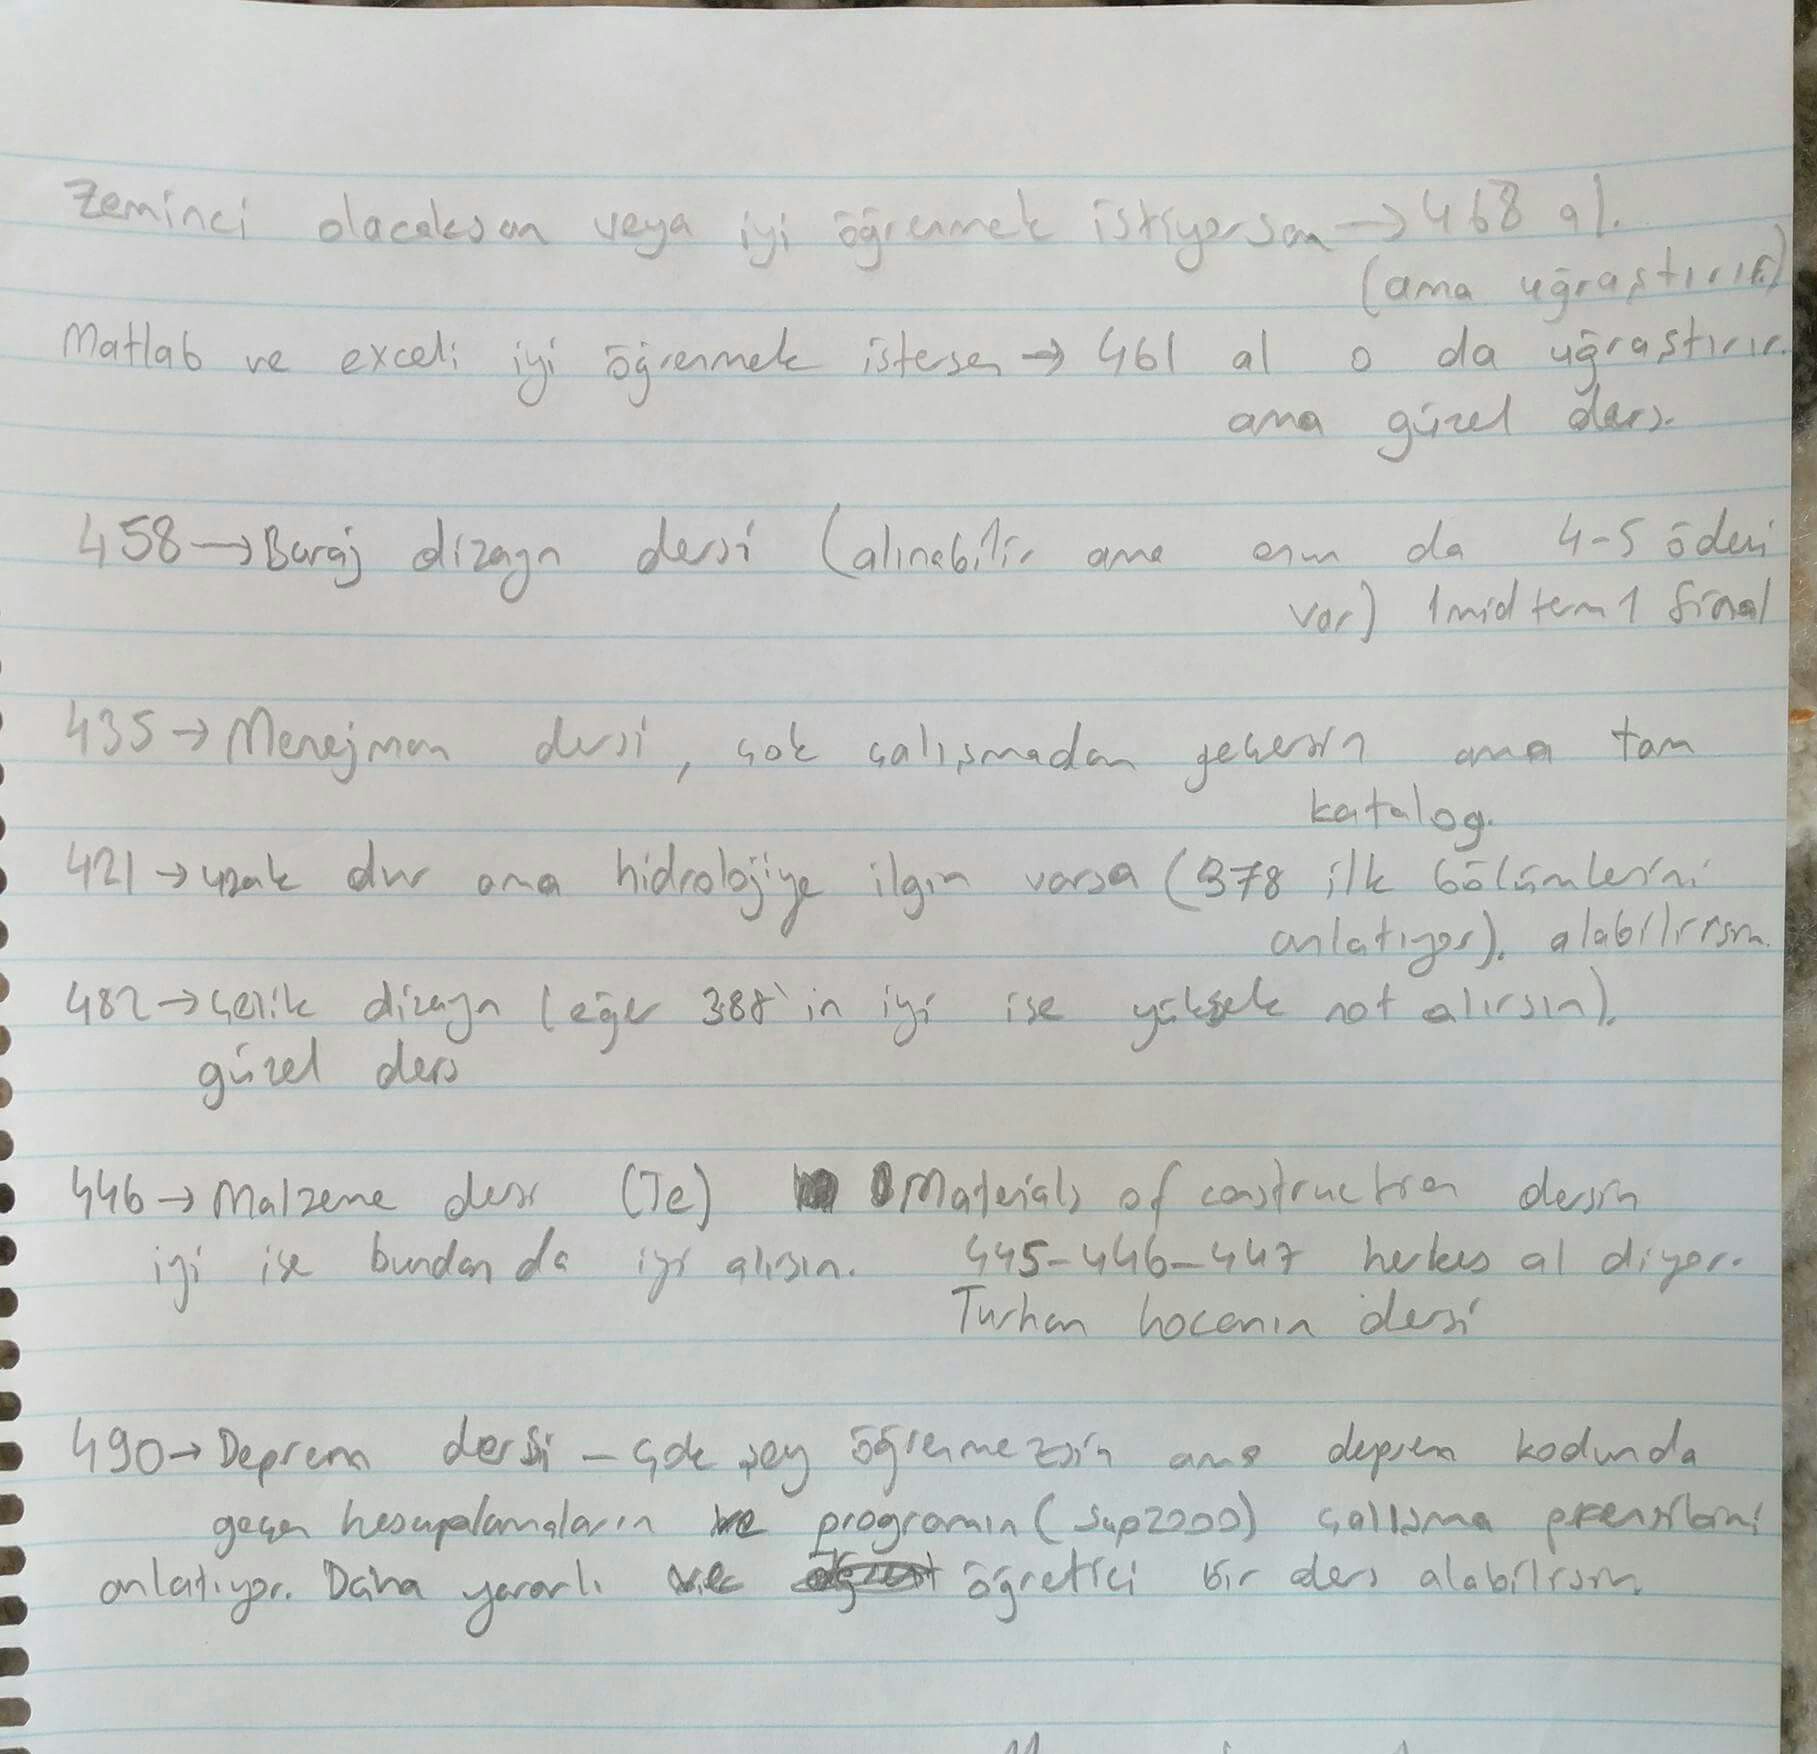 Zeminci olacaksan veya iyi öğrenmek istiyorsan → 468 al.
(ama uğraştırır)
Matlab ve exceli iyi öğrenmek istersen → 461 al o da uğraştırır.
ama güzel ders.
458 → Baraj dizayn dersi (alınabilir ama onun da 4-5 ödevi
var) 1 midterm 1 final
435 → Menejman dersi, çok çalışmadan geçersin ama tam
katalog.
421 → uzak dur ama hidrolojiye ilgin varsa (378 ilk bölümlerini
anlatıyor). alabilirsin.
482 → çelik dizayn (eğer 388'in iyi ise yüksek not alırsın).
güzel ders
446 → Malzeme dersi (Te) Materials of construction dersin
iyi ise bundan da iyi alırsın. 445-446-447 herkes al diyor.
Turhan hocanın dersi
490 → Deprem dersi - çok şey öğrenmezsin ama deprem kodunda
geçen hesapalamaların ve programın (Sap2000) çalışma prensibini
anlatıyor. Daha yararlı ve öğretici bir ders alabilirsin.